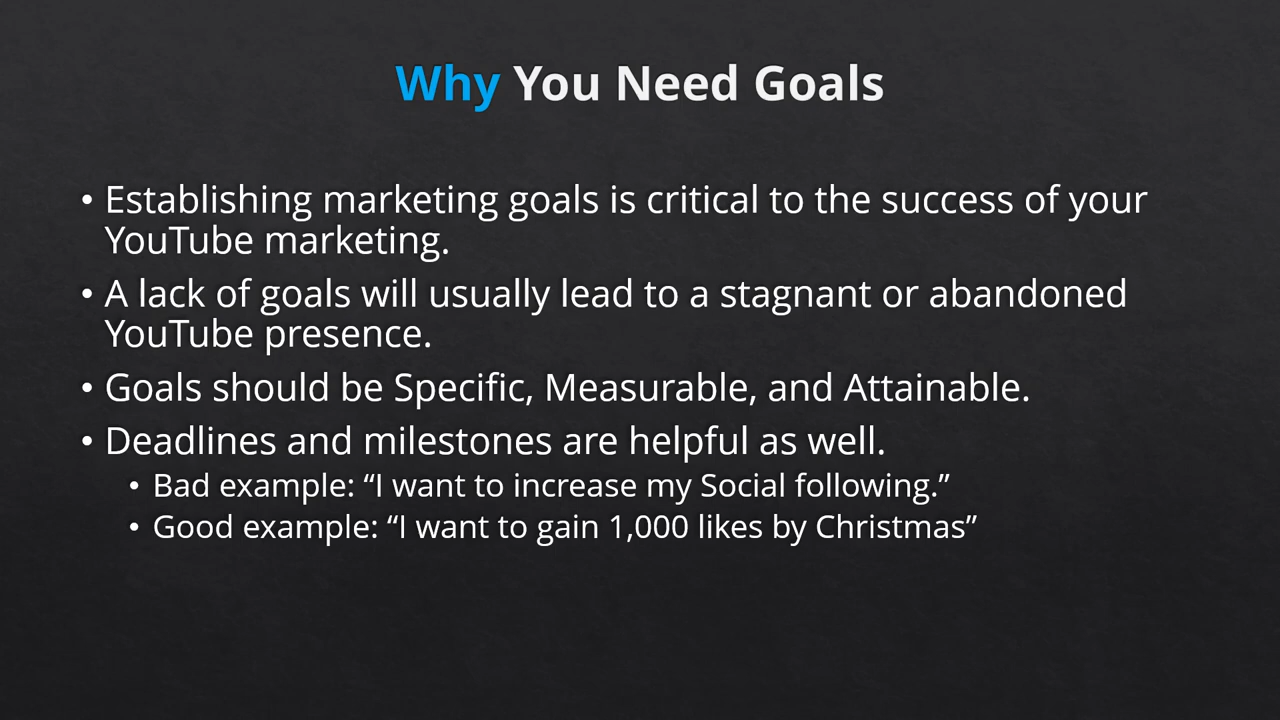 Why You Need Goals
• Establishing marketing goals is critical to the success of your
YouTube marketing.
• A lack of goals will usually lead to a stagnant or abandoned
YouTube presence.
• Goals should be Specific, Measurable, and Attainable.
• Deadlines and milestones are helpful as well.
• Bad example: “I want to increase my Social following.”
• Good example: “I want to gain 1,000 likes by Christmas”